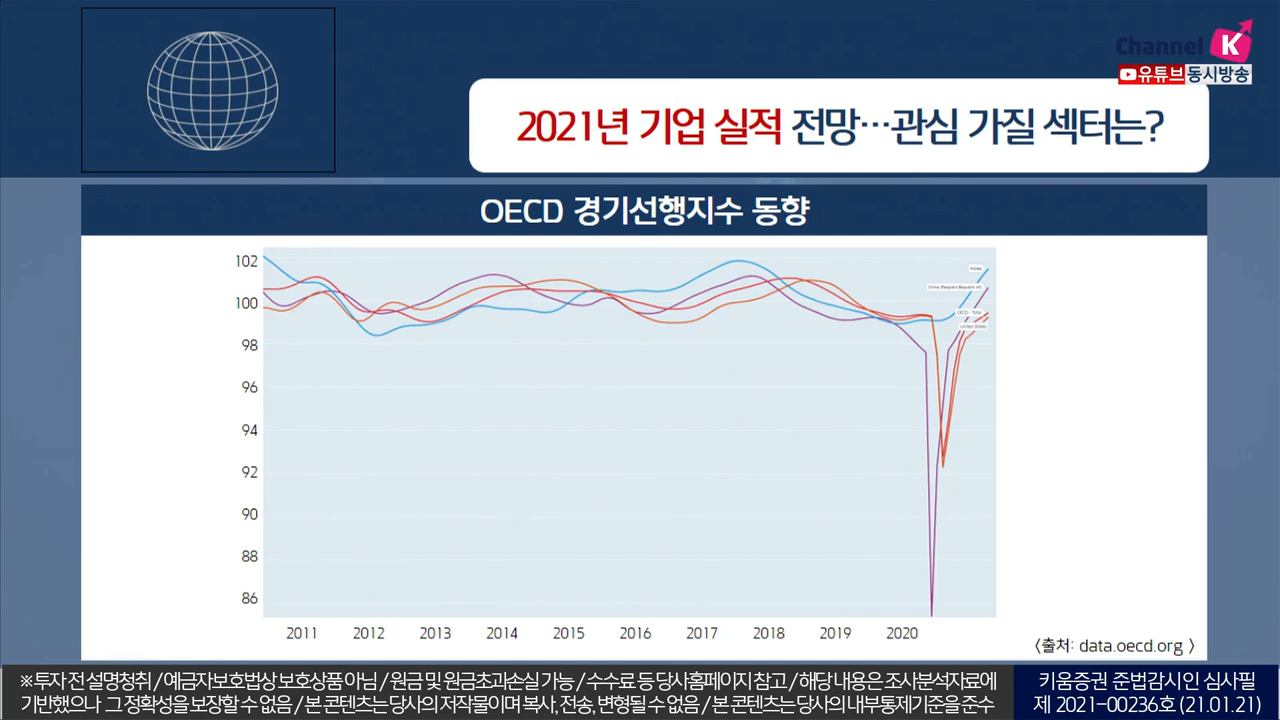 Channel K
유튜브동시방송
2021년 기업 실적 전망…관심 가질 섹터는?
OECD 경기선행지수 동향
102
100
98
96
94
92
90
88
86
Korea
China (People's Republic of)
OECD - Total
United States
2011 2012 2013 2014 2015 2016 2017 2018 2019 2020
〈출처: data.oecd.org 〉
※투자 전 설명청취 / 예금자보호법상 보호상품 아님 / 원금 및 원금초과손실 가능 / 수수료 등 당사홈페이지 참고 / 해당 내용은 조사분석자료에
기반했으나 그 정확성을 보장할 수 없음 / 본 콘텐츠는 당사의 저작물이며 복사, 전송, 변형될 수 없음 / 본 콘텐츠는 당사의 내부통제기준을 준수
키움증권 준법감시인 심사필
제 2021-00236호 (21.01.21)